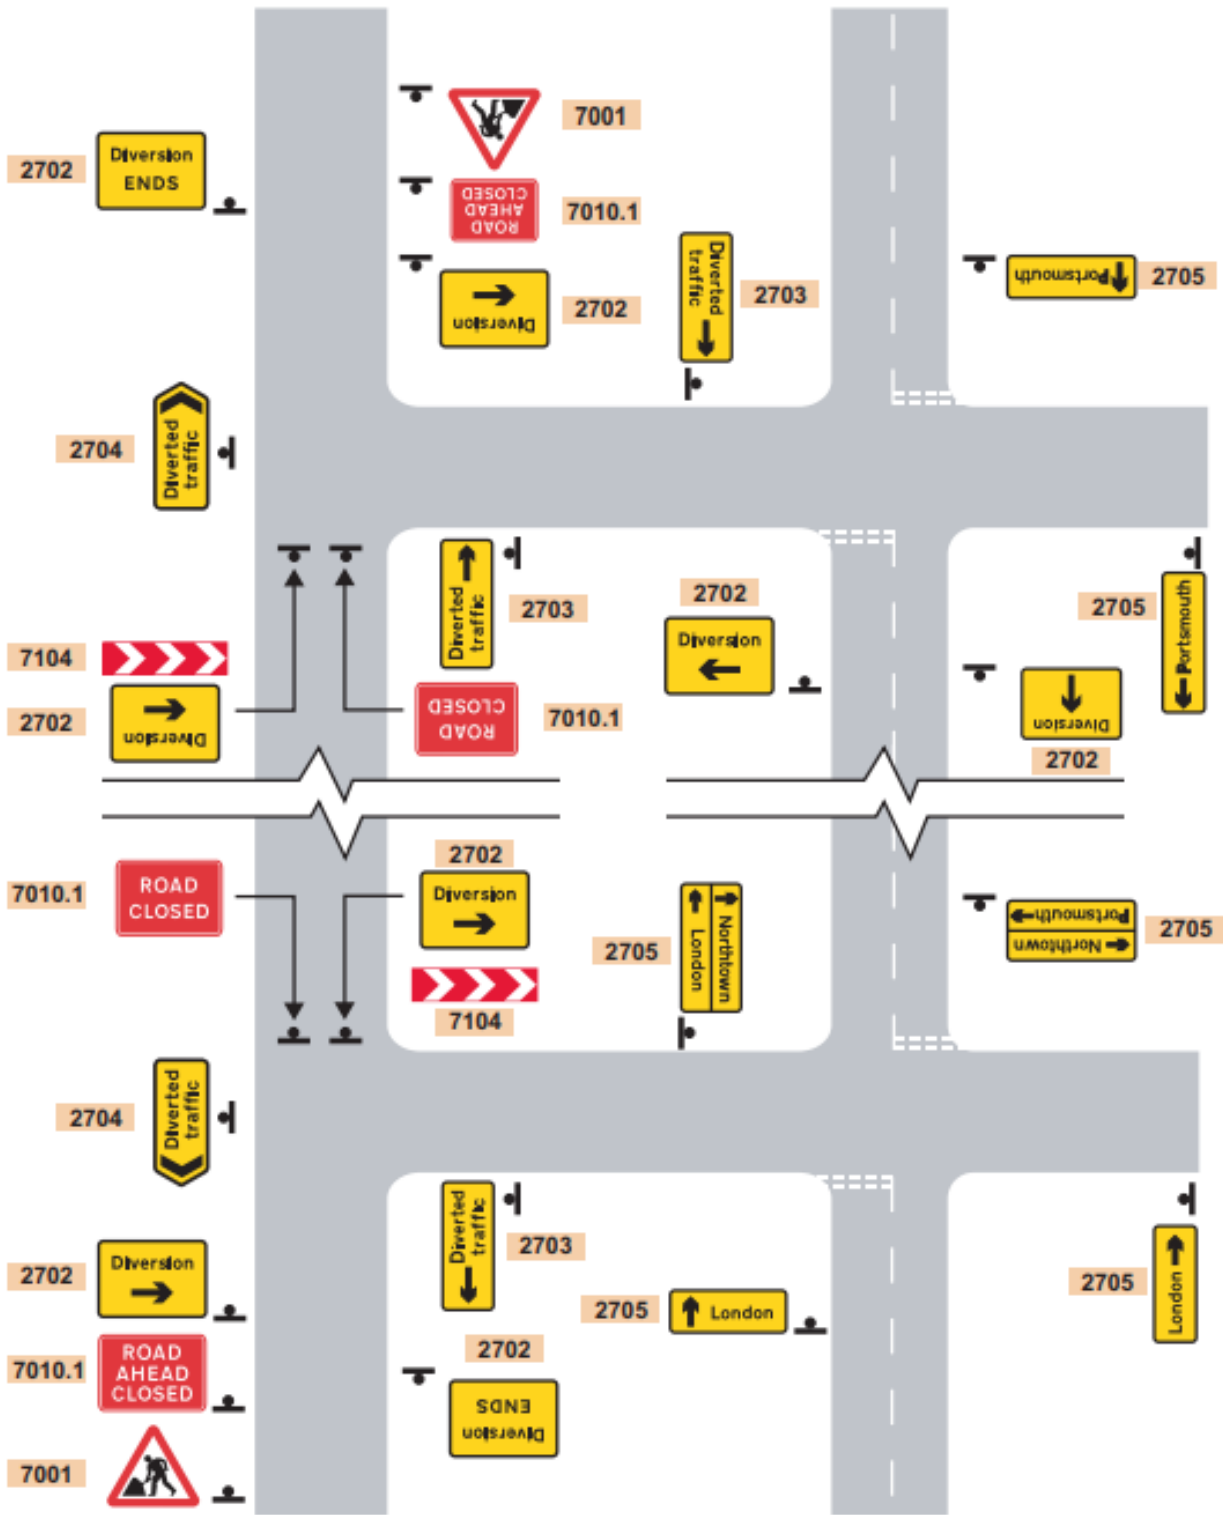 7001
Diversion
ENDS
2702
ROAD
AHEAD
CLOSED
7010.1
Diverted
traffic
2703
Portsmouth
2705
Diversion
2702
Diverted
traffic
2704
Diverted
traffic
2703
2702
Diversion
Portsmouth
2705
7104
Diversion
2702
ROAD
CLOSED
7010.1
Diversion
2702
ROAD
CLOSED
7010.1
2702
Diversion
7104
London
Northtown
2705
Northtown
Portsmouth
2705
Diverted
traffic
2704
Diverted
traffic
2703
Diversion
2702
London
2705
London
2705
ROAD
AHEAD
CLOSED
7010.1
2702
Diversion
ENDS
7001